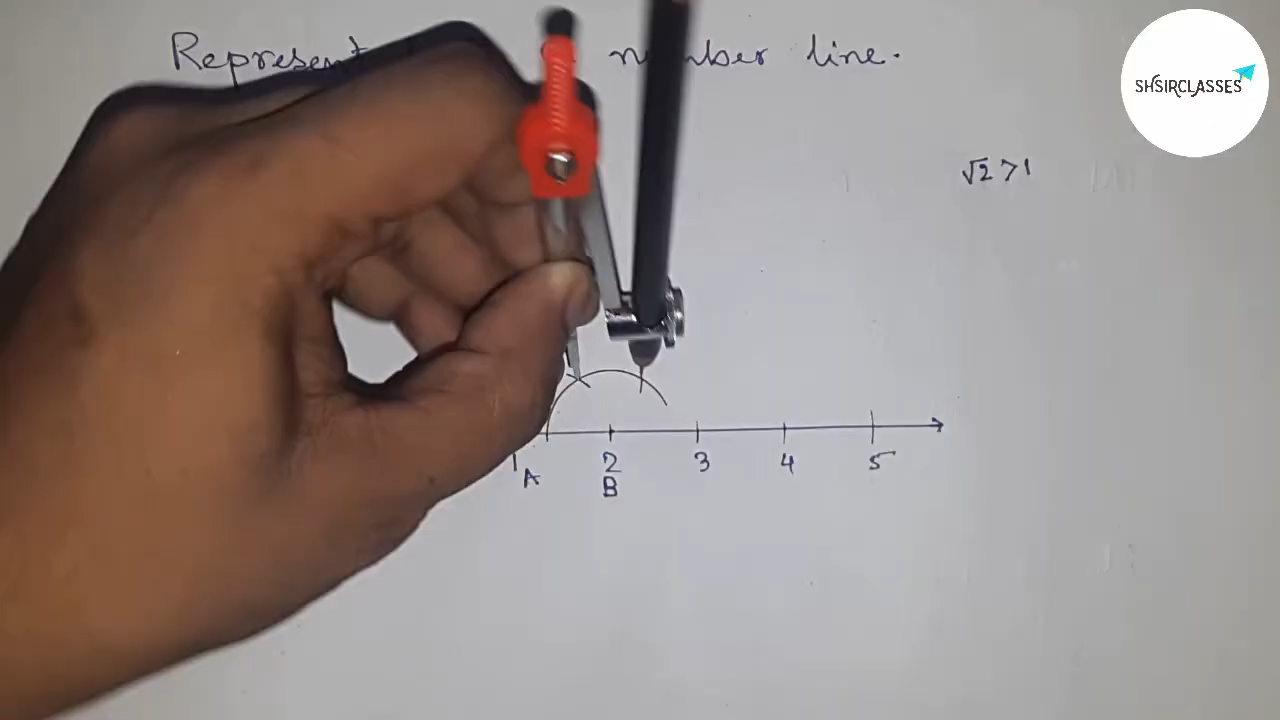 Represent number line.
SHSIRCLASSES
√2 >1
1 2 3 4 5
A B